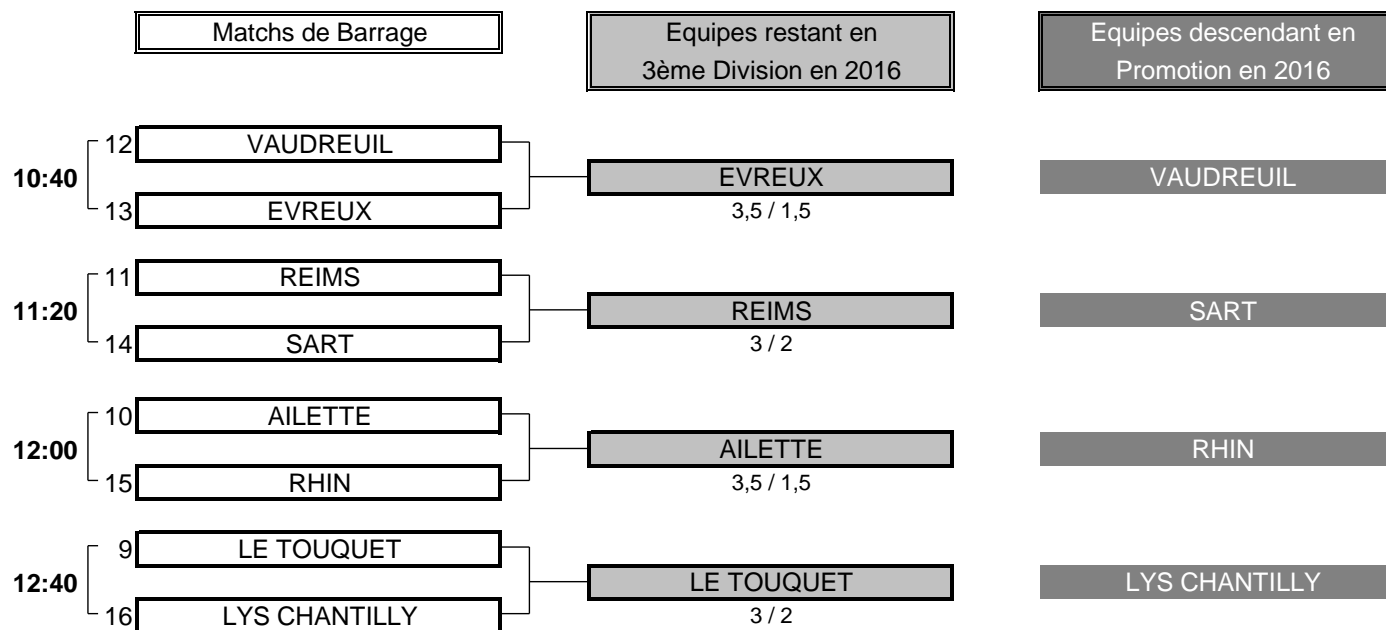 Matchs de Barrage
Equipes restant en
3ème Division en 2016
Equipes descendant en
Promotion en 2016
12 VAUDREUIL
10:40 EVREUX VAUDREUIL
13 EVREUX 3,5 / 1,5
11 REIMS
11:20 REIMS SART
14 SART 3 / 2
10 AILETTE
12:00 AILETTE RHIN
15 RHIN 3,5 / 1,5
9 LE TOUQUET
12:40 LE TOUQUET LYS CHANTILLY
16 LYS CHANTILLY 3 / 2